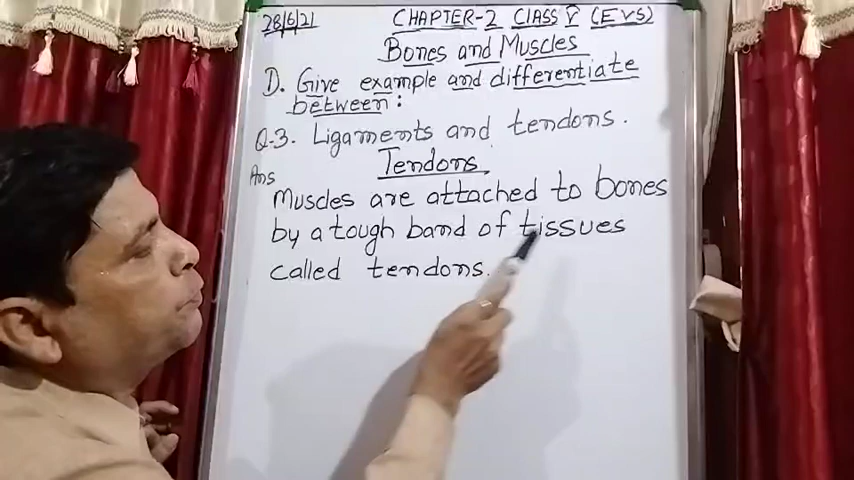 28/6/21 CHAPTER-2 CLASS V (EVS)
Bones and Muscles
D. Give example and differentiate
between :
Q-3. Ligaments and tendons.
Tendons
Ans
Muscles are attached to bones
by a tough band of tissues
called tendons.